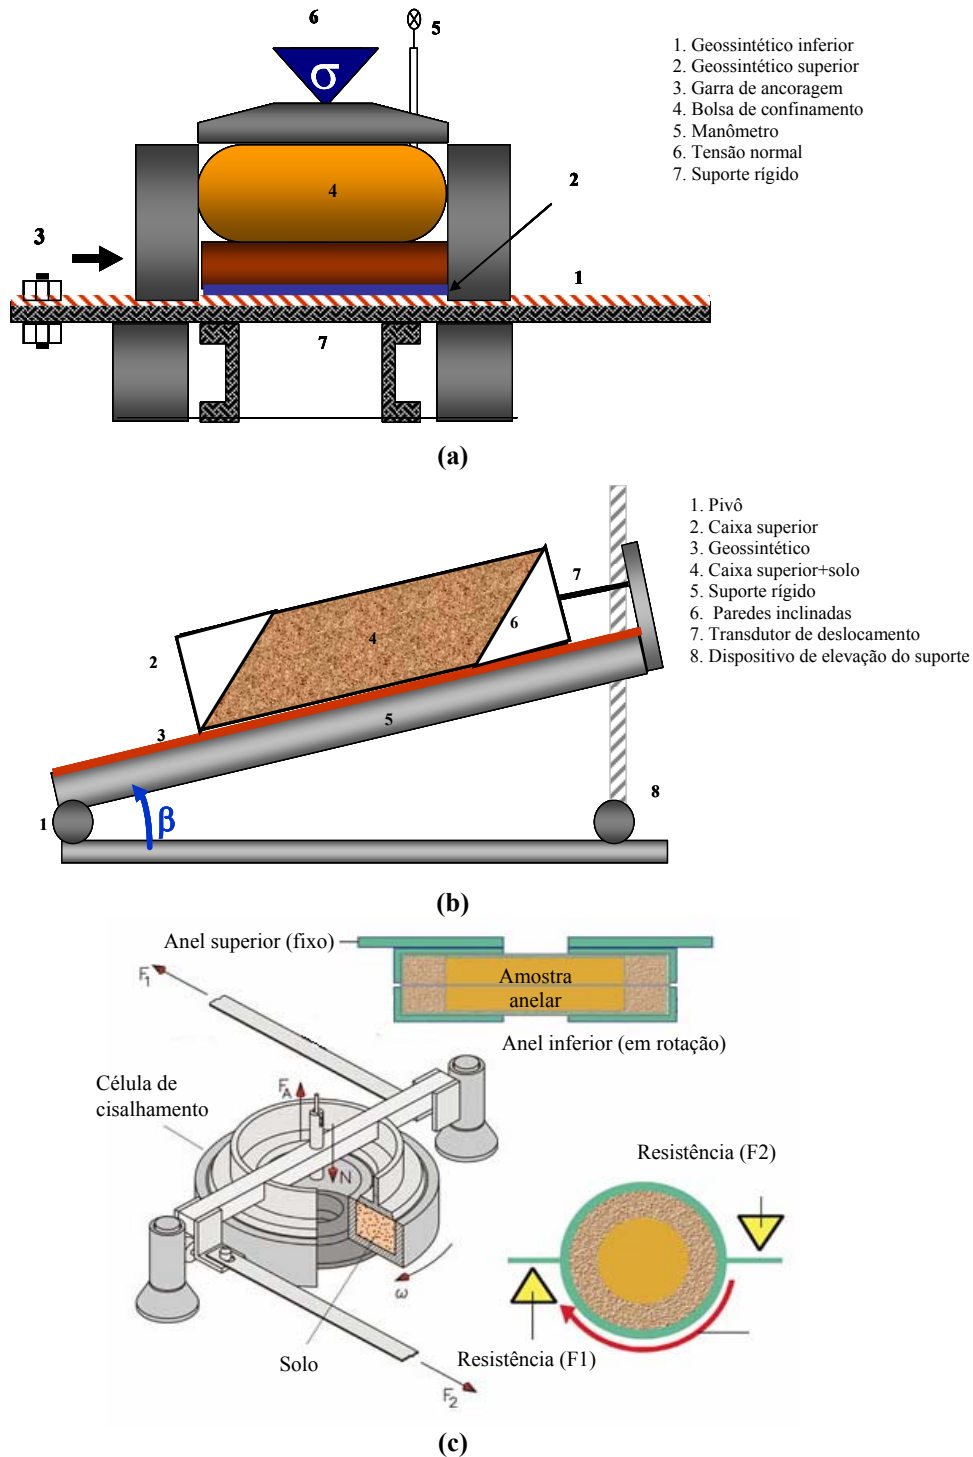 6
5
σ
4
2
3
1
7
1. Geossintético inferior
2. Geossintético superior
3. Garra de ancoragem
4. Bolsa de confinamento
5. Manômetro
6. Tensão normal
7. Suporte rígido
(a)
7
6
4
2
5
3
8
1
β
1. Pivô
2. Caixa superior
3. Geossintético
4. Caixa superior+solo
5. Suporte rígido
6. Paredes inclinadas
7. Transdutor de deslocamento
8. Dispositivo de elevação do suporte
(b)
Anel superior (fixo)
F1
Amostra
anelar
Anel inferior (em rotação)
Célula de
cisalhamento
FA
N
Resistência (F2)
ω
Solo
Resistência (F1)
F2
(c)